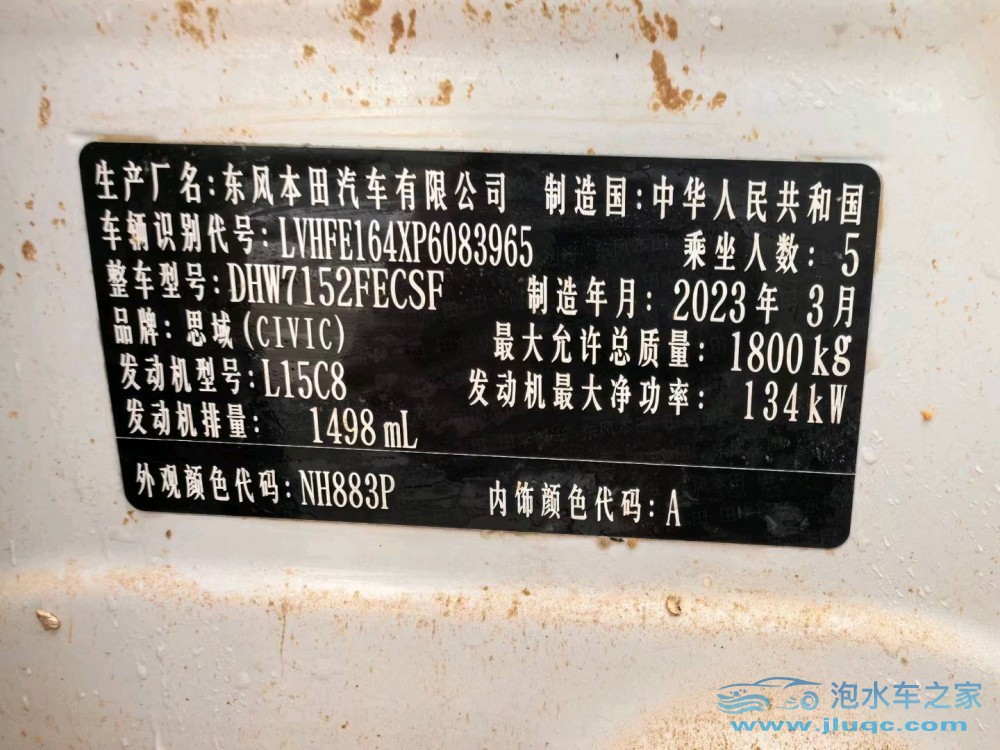 生产厂名:东风本田汽车有限公司 制造国:中华人民共和国
车辆识别代号:LVHFE164XP6083965 乘坐人数:5
整车型号:DHW7152FECSF 制造年月:2023年3月
品牌:思域(CIVIC) 最大允许总质量:1800kg
发动机型号:L15C8 发动机最大净功率:134kW
发动机排量:1498mL
外观颜色代码:NH883P 内饰颜色代码:A
泡水车之家
www.jluqc.com